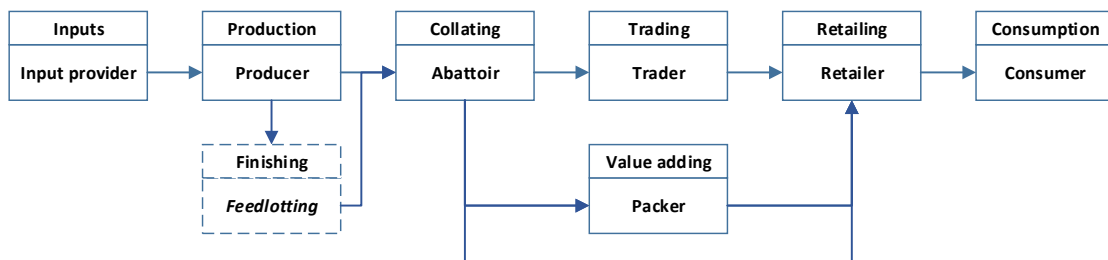 Inputs
Input provider
Production
Producer
Collating
Abattoir
Trading
Trader
Retailing
Retailer
Consumption
Consumer
Finishing
Feedlotting
Value adding
Packer